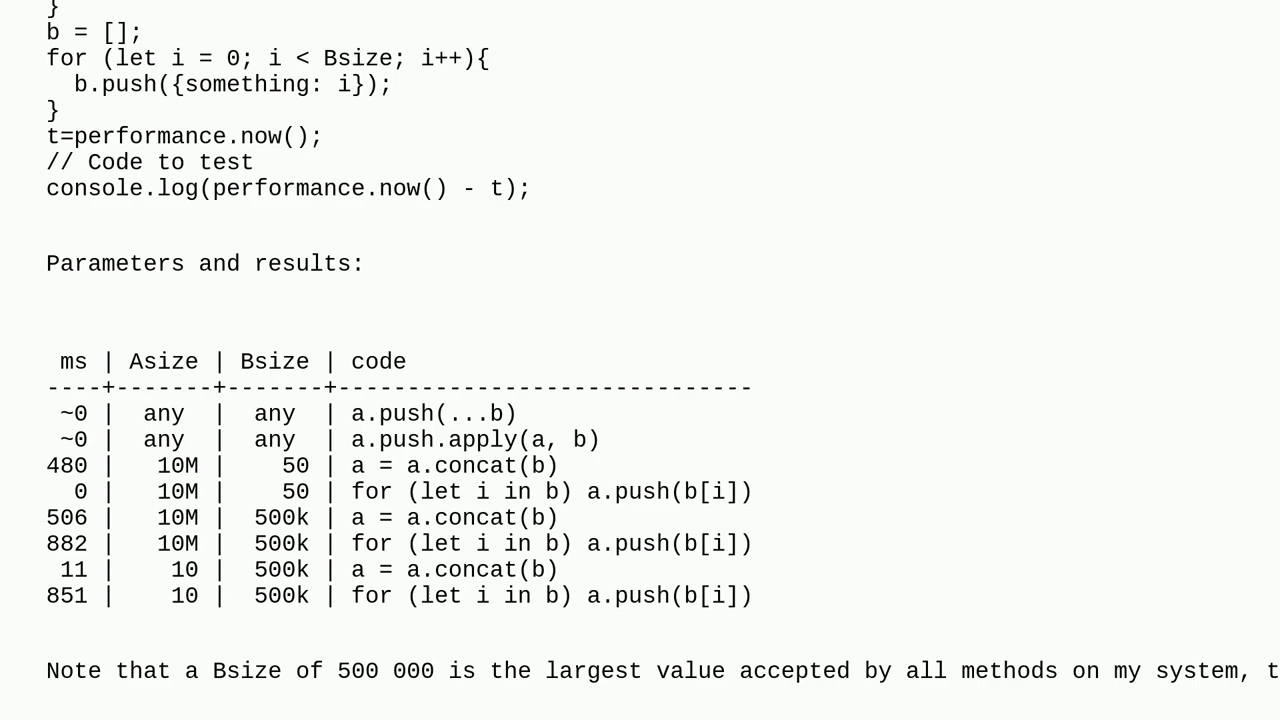 }
b = [];
for (let i = 0; i < Bsize; i++){
  b.push({something: i});
}
t=performance.now();
// Code to test
console.log(performance.now() - t);
Parameters and results:
 ms | Asize | Bsize | code
----+-------+-------+------------------------------
 ~0 |  any  |  any  | a.push(...b)
 ~0 |  any  |  any  | a.push.apply(a, b)
480 |   10M |    50 | a = a.concat(b)
  0 |   10M |    50 | for (let i in b) a.push(b[i])
506 |   10M |  500k | a = a.concat(b)
882 |   10M |  500k | for (let i in b) a.push(b[i])
 11 |    10 |  500k | a = a.concat(b)
851 |    10 |  500k | for (let i in b) a.push(b[i])
Note that a Bsize of 500 000 is the largest value accepted by all methods on my system, t